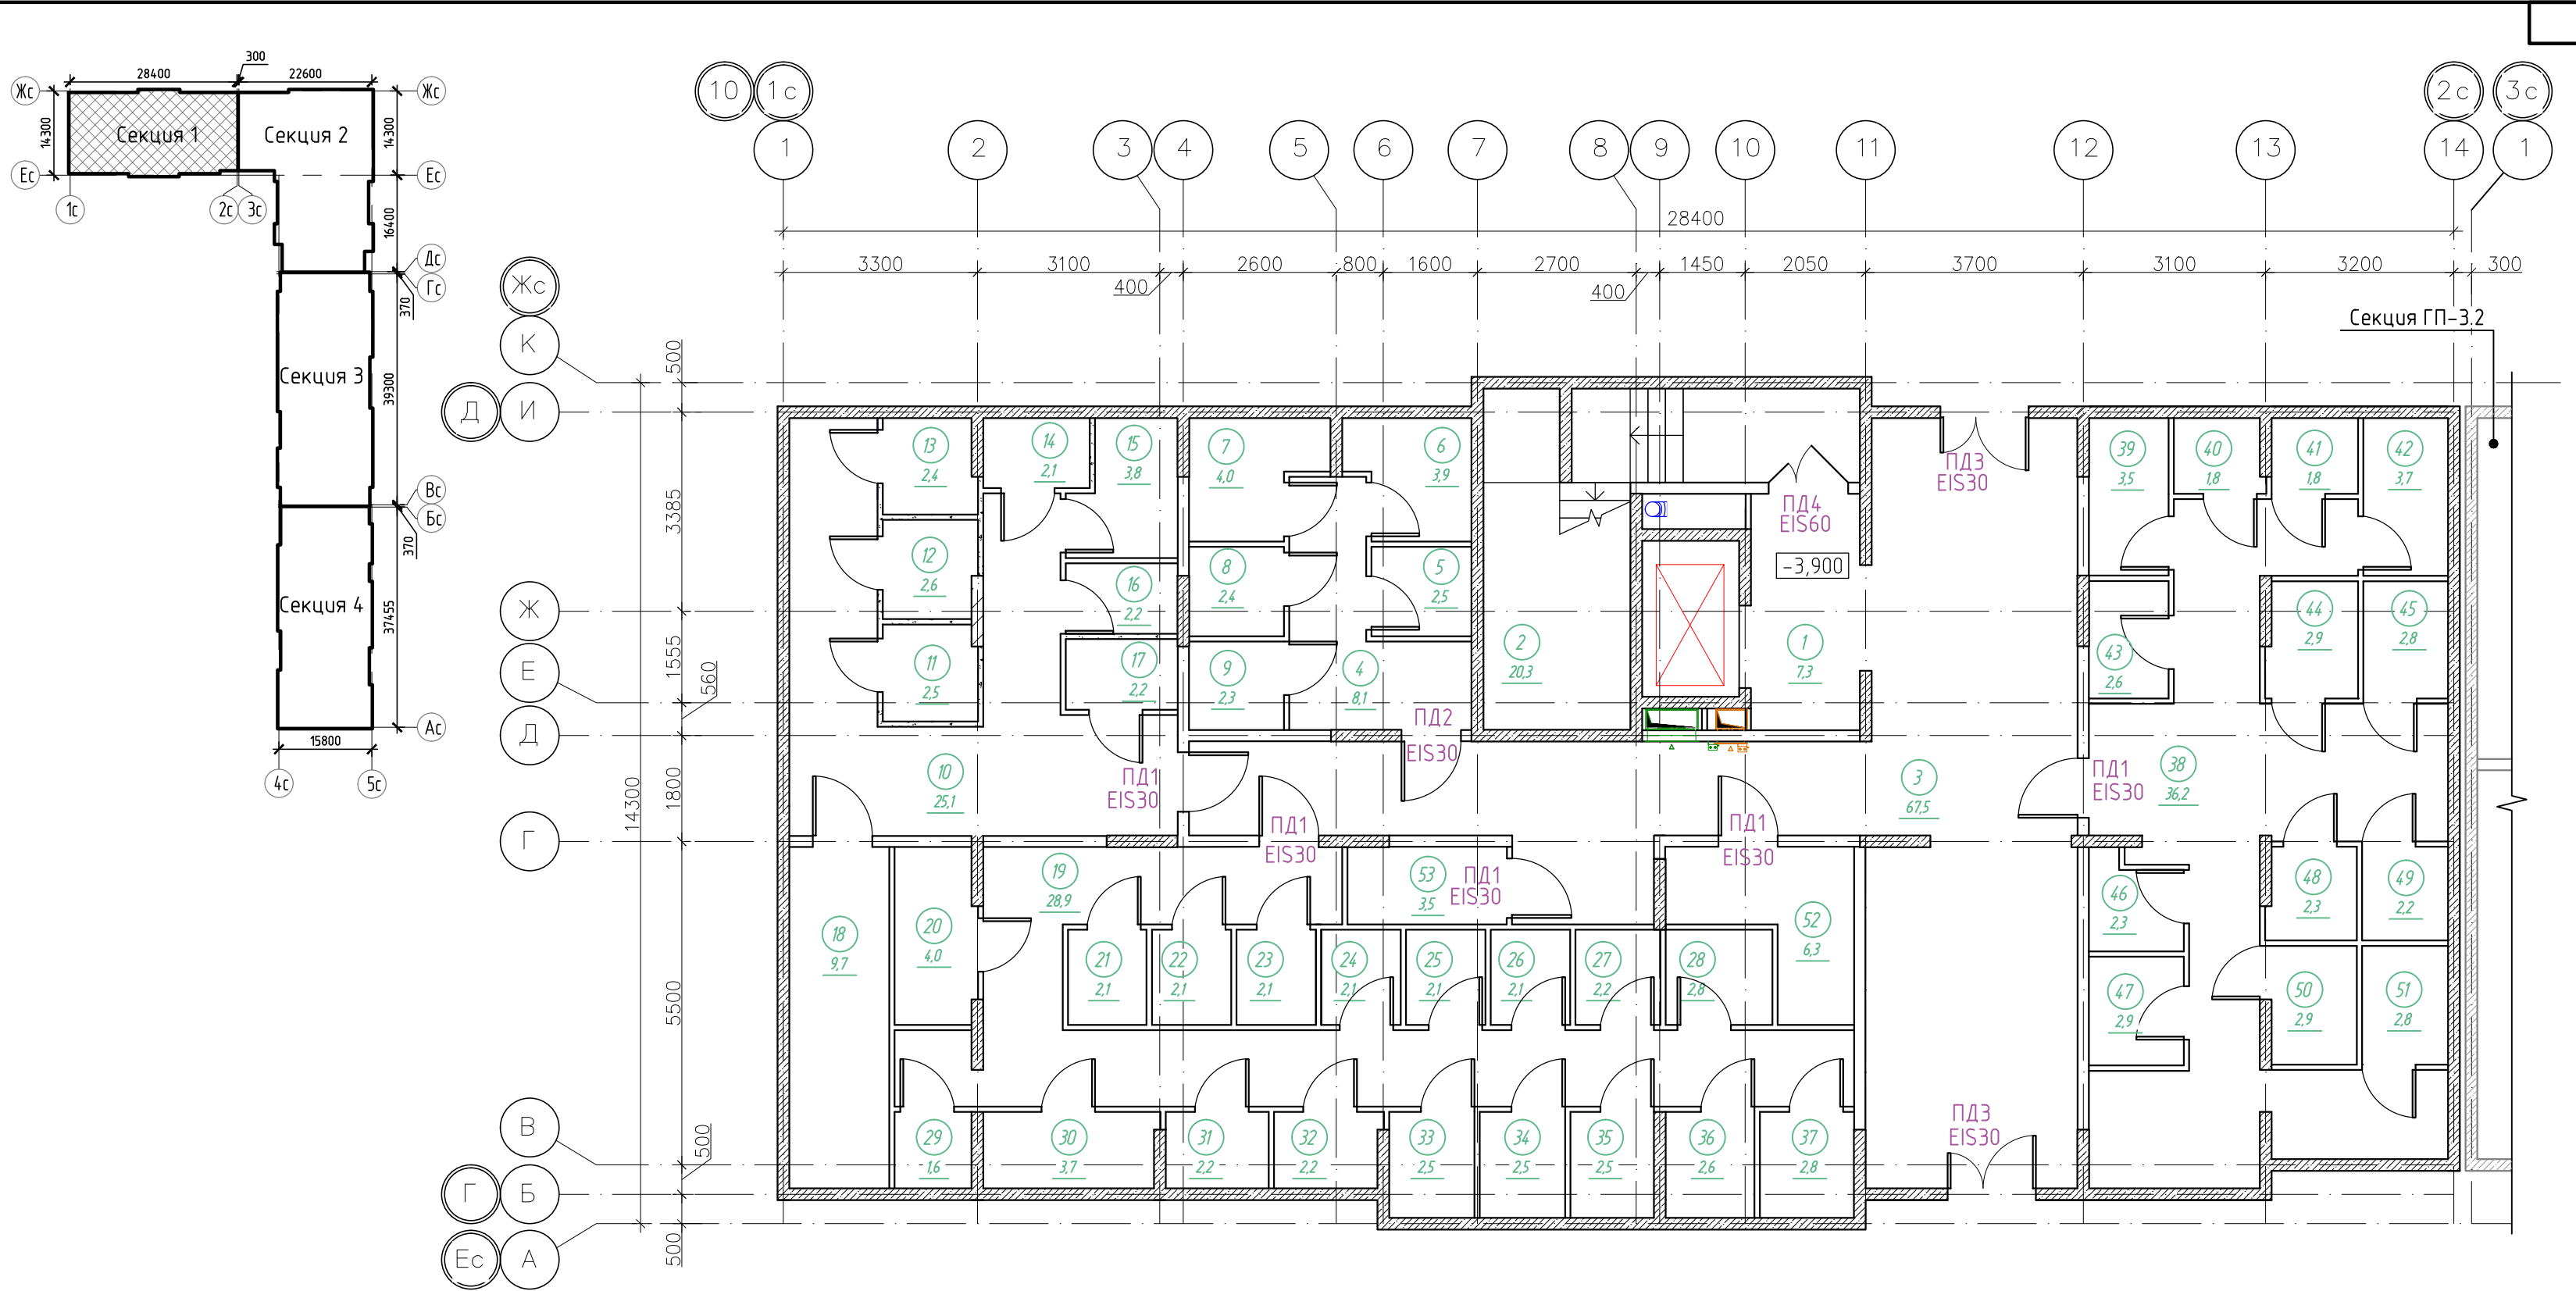 28400
300
22600
Жс
Жс
14300
Секция 1
Секция 2
14300
Ес
Ес
1с
2с
3с
16400
Дс
Гс
370
Секция 3
39300
Вс
Бс
370
Секция 4
37455
Ас
15800
4с
5с
10
1с
2с
3с
1
2
3
4
5
6
7
8
9
10
11
12
13
14
1
28400
3300
3100
400
2600
800
1600
2700
400
1450
2050
3700
3100
3200
300
Секция ГП-3.2
Жс
К
Д
И
Ж
Е
Д
Г
В
Г
Б
Ес
А
500
3385
1555
560
1800
14300
5500
500
500
13
2,4
14
2,1
15
3,8
7
4,0
6
3,9
ПД3
EIS30
39
3,5
40
1,8
41
1,8
42
3,7
ПД4
EIS60
-3,900
12
2,6
16
2,2
8
2,4
5
2,5
44
2,9
45
2,8
11
2,5
17
2,2
9
2,3
4
8,1
2
20,3
1
7,3
43
2,6
ПД2
EIS30
10
25,1
ПД1
EIS30
3
67,5
ПД1
EIS30
38
36,2
ПД1
EIS30
ПД1
EIS30
19
28,9
53
3,5
ПД1
EIS30
18
9,7
20
4,0
52
6,3
46
2,3
48
2,3
49
2,2
21
2,1
22
2,1
23
2,1
24
2,1
25
2,1
26
2,1
27
2,2
28
2,8
47
2,9
50
2,9
51
2,8
29
1,6
30
3,7
31
2,2
32
2,2
33
2,5
34
2,5
35
2,5
36
2,6
37
2,8
ПД3
EIS30